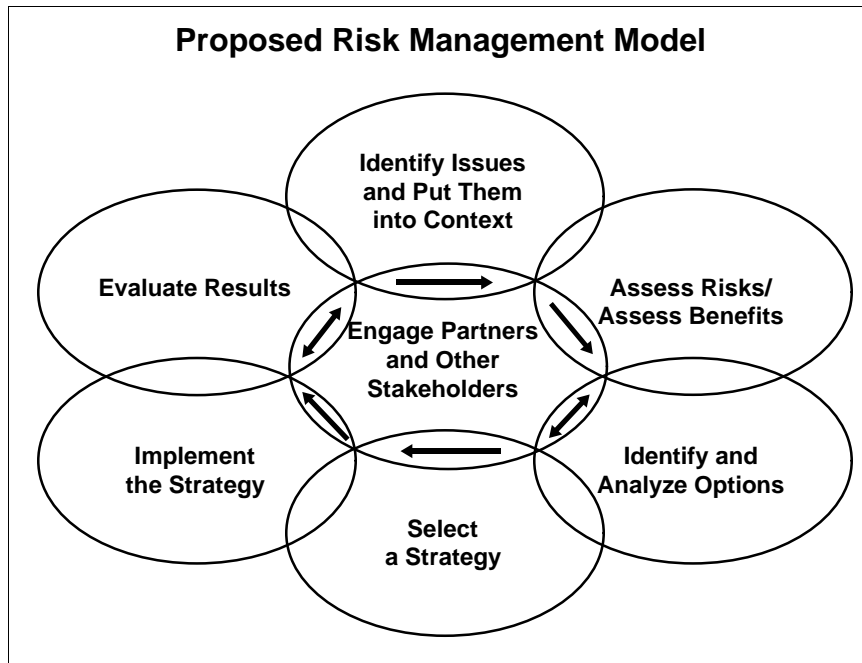 Proposed Risk Management Model
Identify Issues
and Put Them
into Context
Evaluate Results
Assess Risks/
Assess Benefits
Engage Partners
and Other
Stakeholders
Implement
the Strategy
Identify and
Analyze Options
Select
a Strategy